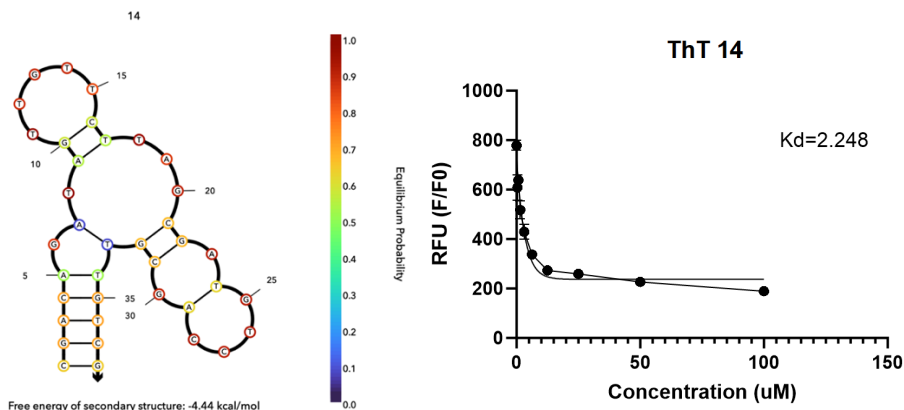 14
G T 15
T T
T C
10 G T T
A A
T G 20
A C
G T G G A
5 A T C
C G 35 G T G 25
30 A T
A T C C
G C
C G
Free energy of secondary structure: -4.44 kcal/mol
1.0
0.9
0.8
0.7
0.6
0.5
0.4
0.3
0.2
0.1
0.0
Equilibrium Probability
ThT 14
Kd=2.248
RFU (F/F0)
1000
800
600
400
200
0
0 50 100 150
Concentration (uM)